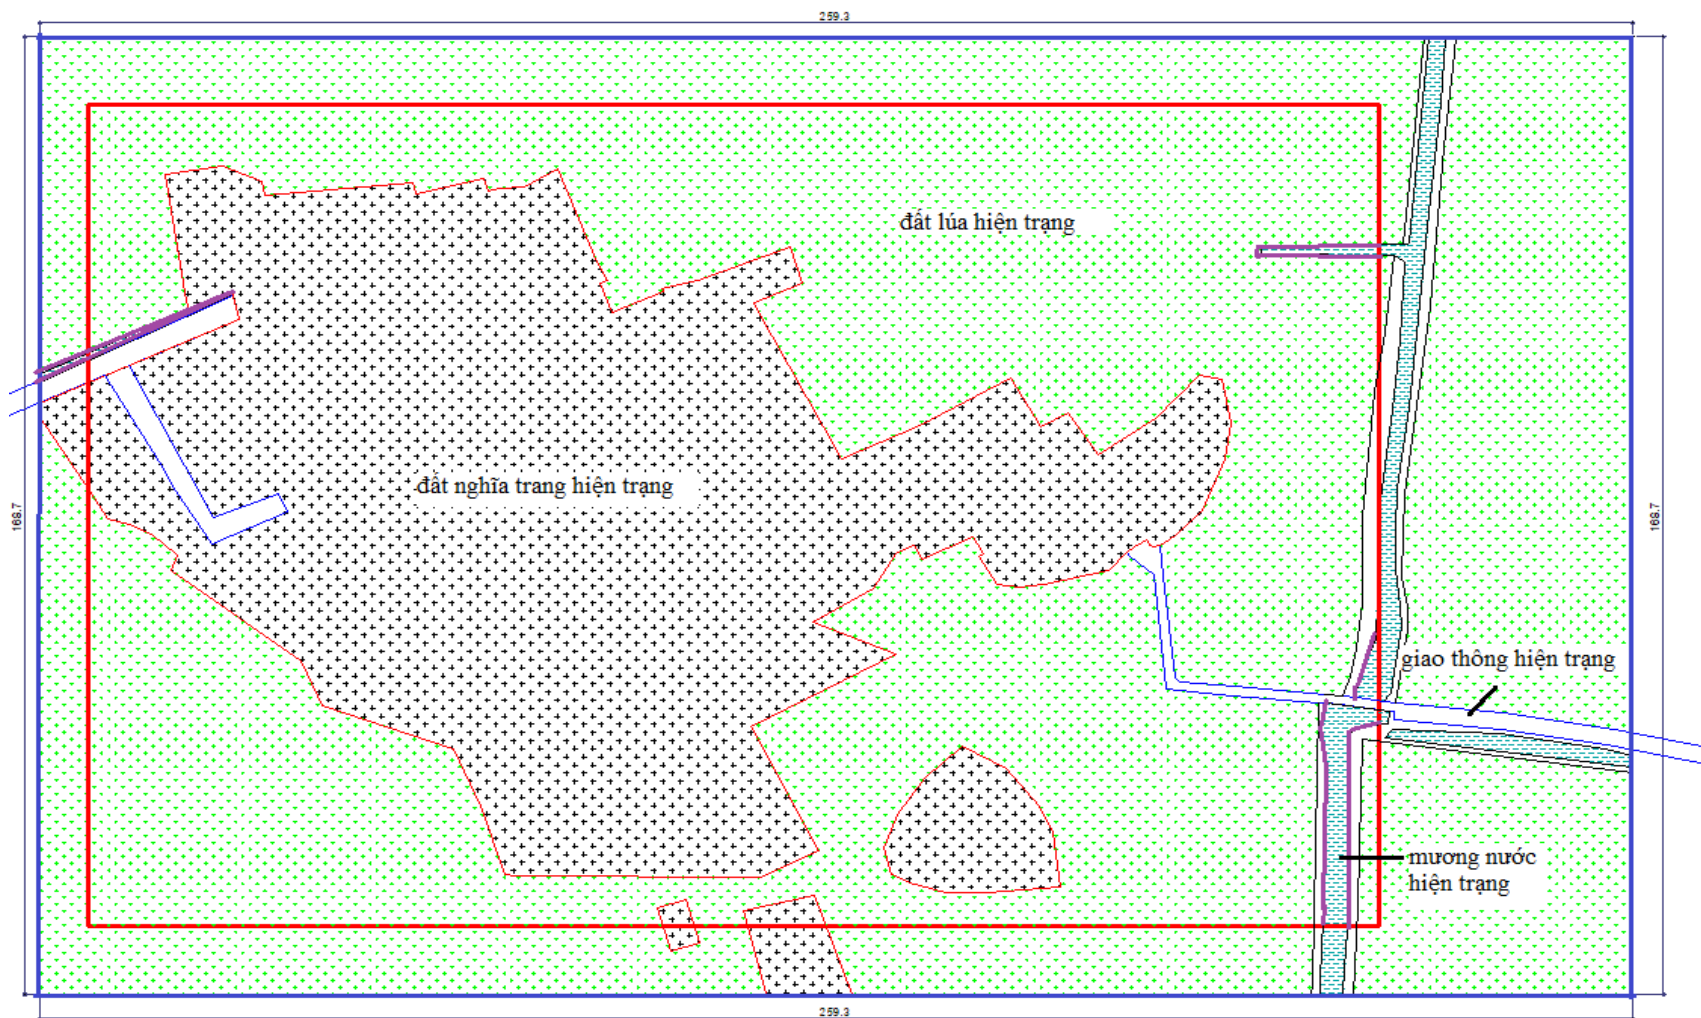 259.3
đất lúa hiện trạng
đất nghĩa trang hiện trạng
168.7
168.7
giao thông hiện trạng
mương nước
hiện trạng
259.3